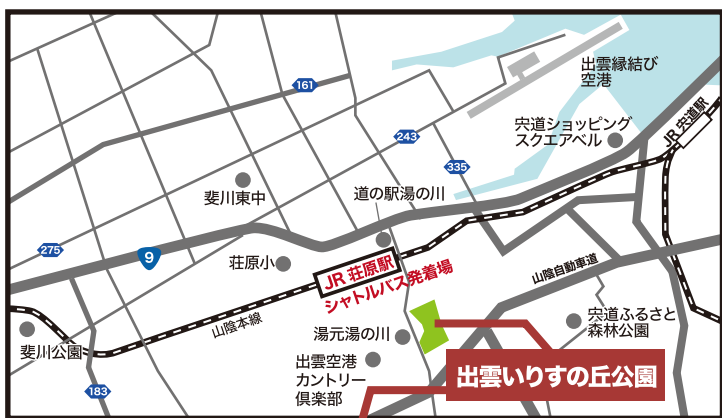 161
出雲縁結び
空港
JR 宍道駅
宍道ショッピング
スクエアベル
243
335
道の駅湯の川
斐川東中
275
9
荘原小
JR 荘原駅
シャトルバス発着場
山陰自動車道
山陰本線
宍道ふるさと
森林公園
湯元湯の川
斐川公園
出雲空港
カントリー
倶楽部
出雲いりすの丘公園
183